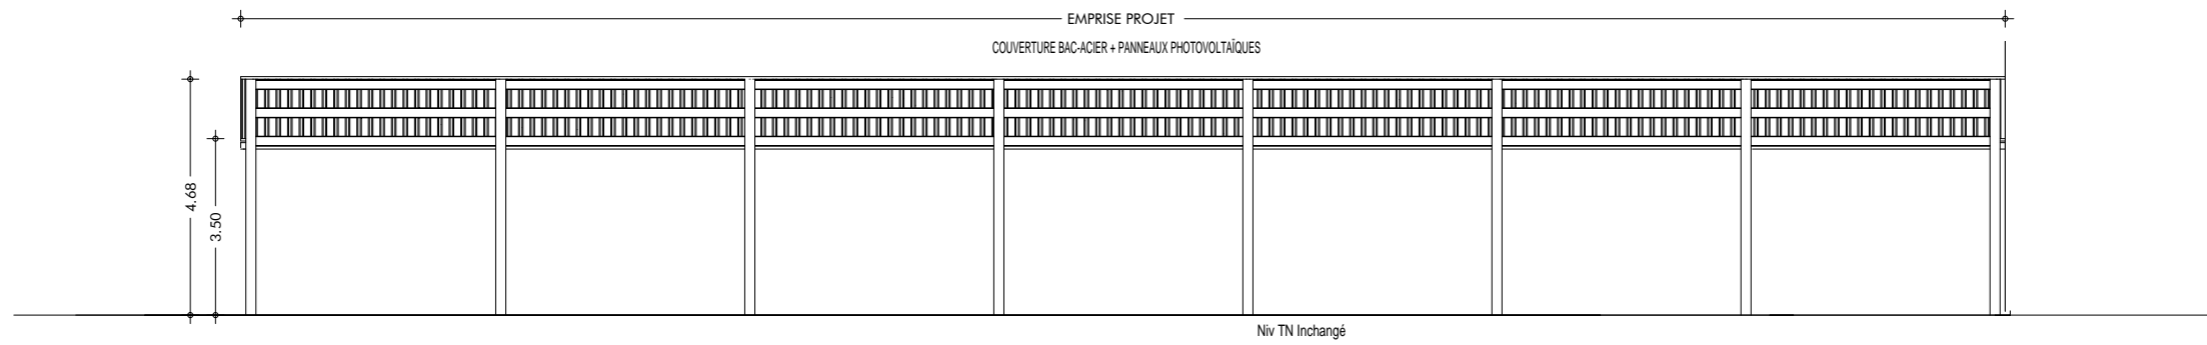 EMPRISE PROJET
COUVERTURE BAC-ACIER + PANNEAUX PHOTOVOLTAÏQUES
4.68
3.50
Niv TN Inchangé